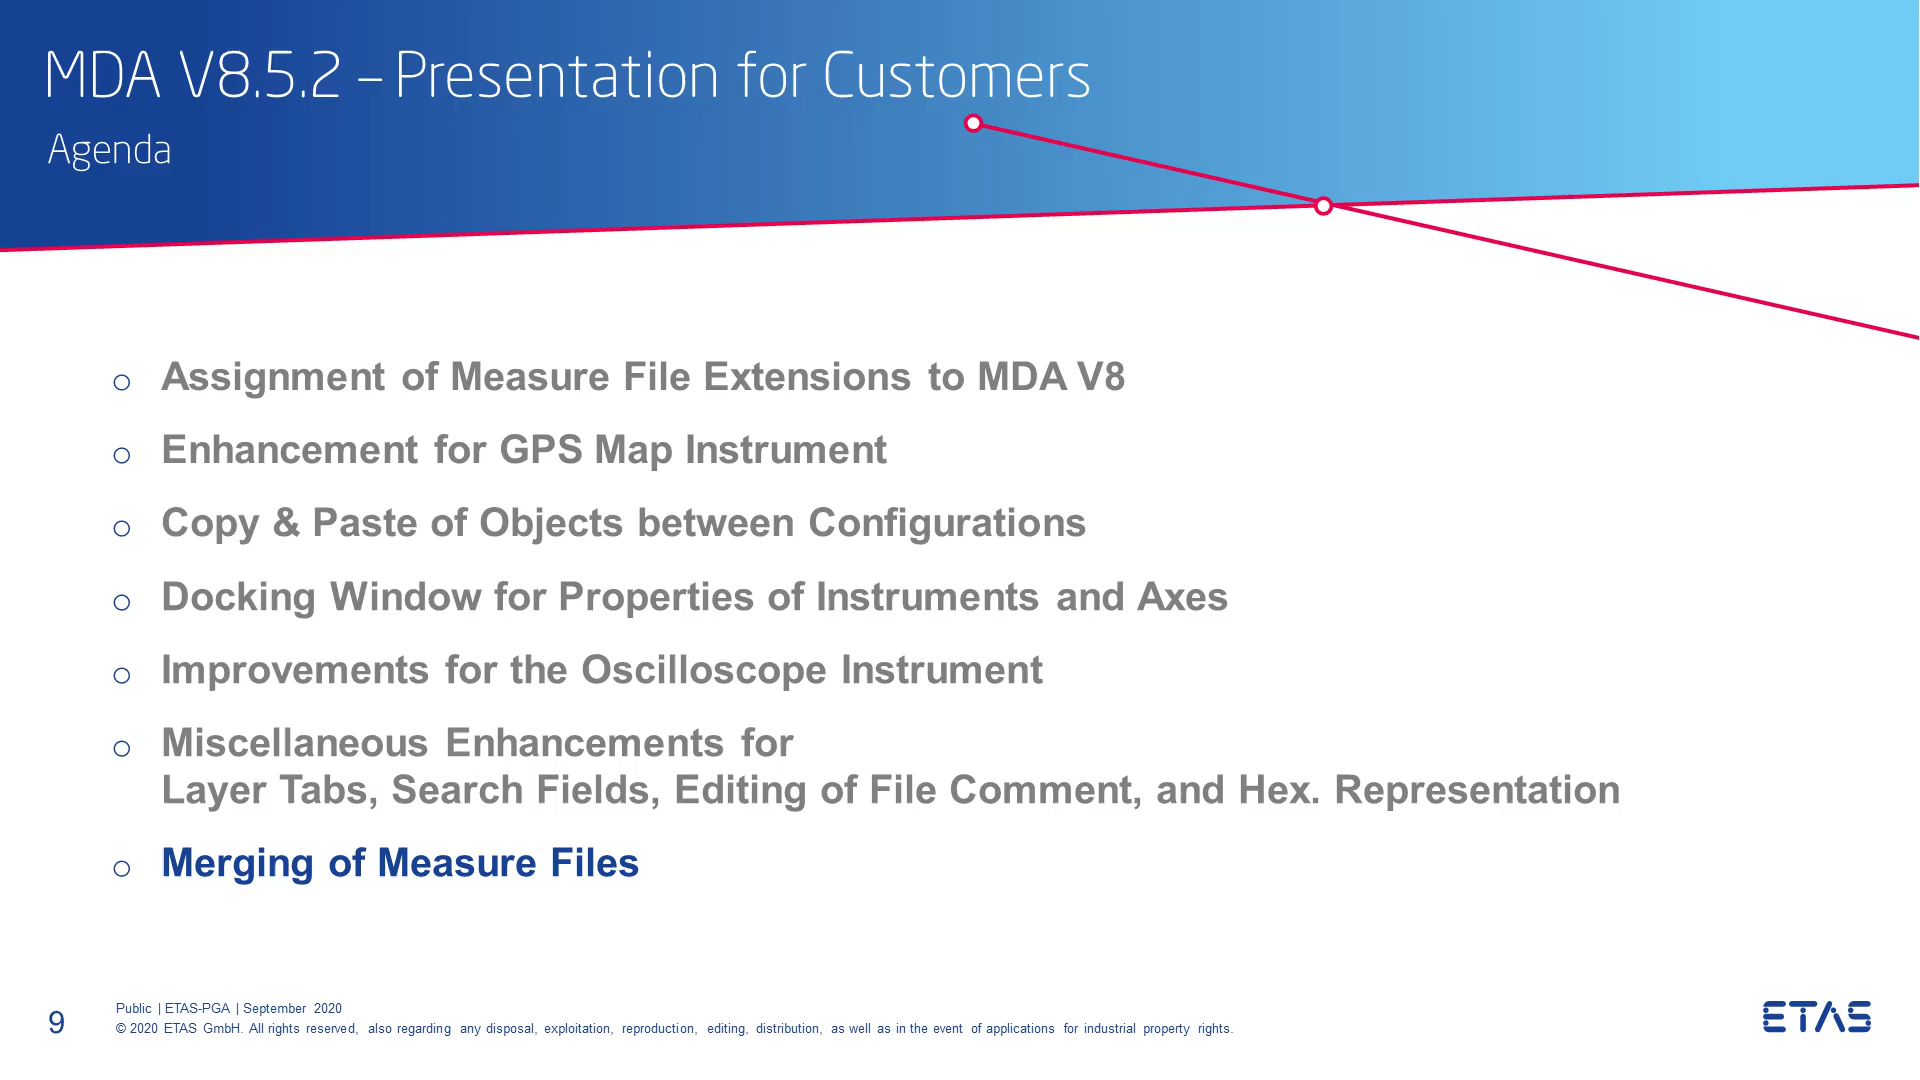 MDA V8.5.2 – Presentation for Customers
Agenda
o Assignment of Measure File Extensions to MDA V8
o Enhancement for GPS Map Instrument
o Copy & Paste of Objects between Configurations
o Docking Window for Properties of Instruments and Axes
o Improvements for the Oscilloscope Instrument
o Miscellaneous Enhancements for
Layer Tabs, Search Fields, Editing of File Comment, and Hex. Representation
o Merging of Measure Files
9
Public | ETAS-PGA | September 2020
© 2020 ETAS GmbH. All rights reserved, also regarding any disposal, exploitation, reproduction, editing, distribution, as well as in the event of applications for industrial property rights.
ETAS